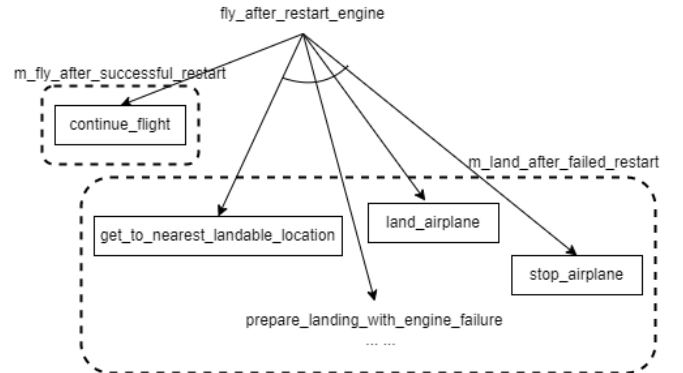 fly_after_restart_engine
m_fly_after_successful_restart
continue_flight
m_land_after_failed_restart
get_to_nearest_landable_location
land_airplane
stop_airplane
prepare_landing_with_engine_failure
... ...